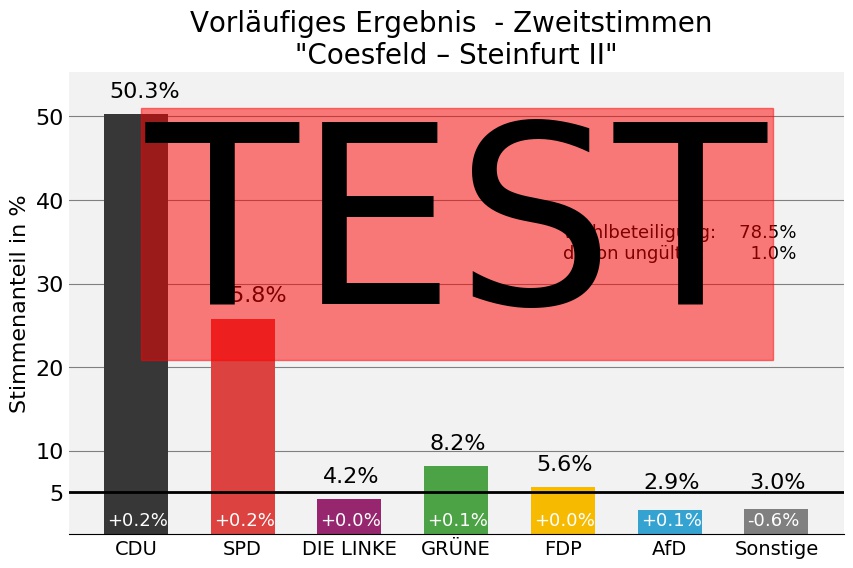 Vorläufiges Ergebnis - Zweitstimmen
"Coesfeld – Steinfurt II"
Stimmenanteil in %
50
40
30
20
10
5
50.3%
4.2%
8.2%
5.6%
2.9%
3.0%
TEST
78.5%
1.0%
+0.2%
+0.2%
+0.0%
+0.1%
+0.0%
+0.1%
-0.6%
CDU
SPD
DIE LINKE
GRÜNE
FDP
AfD
Sonstige